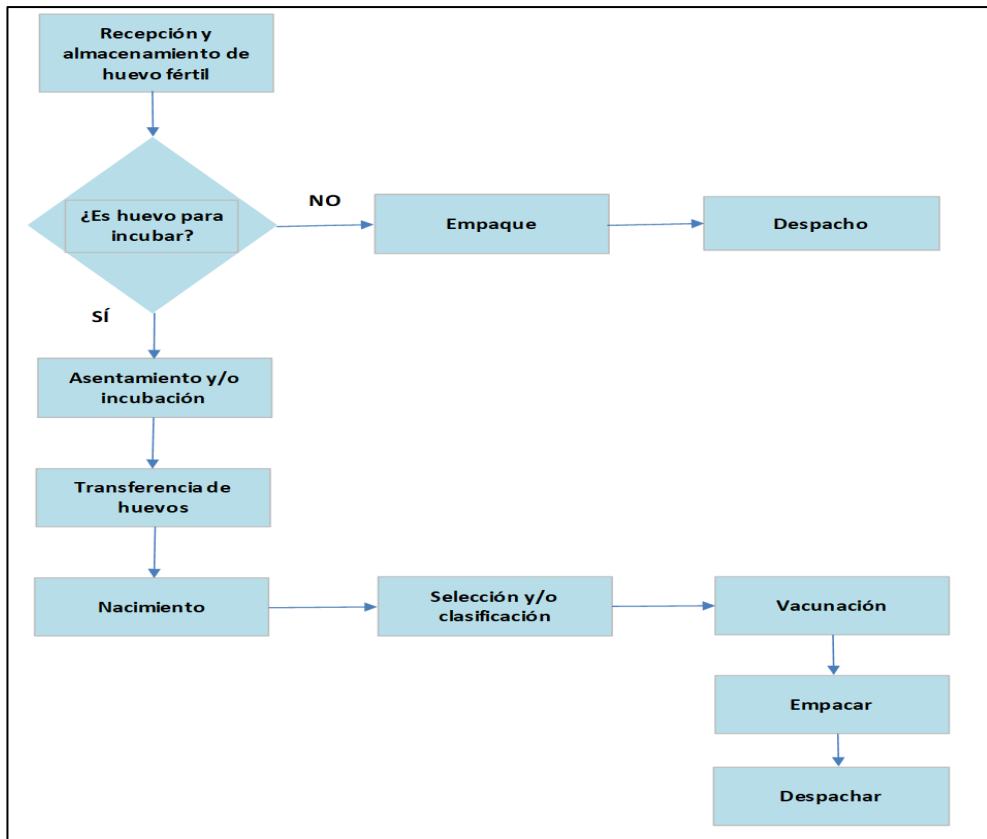 Recepción y
almacenamiento de
huevo fértil
¿Es huevo para
incubar?
NO
Empaque
Despacho
SÍ
Asentamiento y/o
incubación
Transferencia de
huevos
Nacimiento
Selección y/o
clasificación
Vacunación
Empacar
Despachar